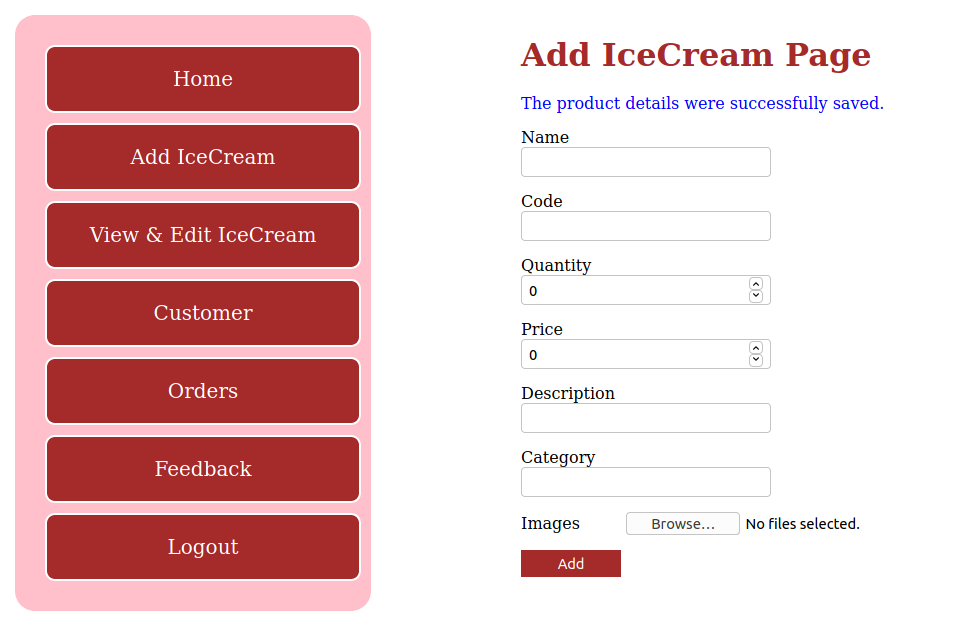 Home
Add IceCream
View & Edit IceCream
Customer
Orders
Feedback
Logout
Add IceCream Page
The product details were successfully saved.
Name
Code
Quantity
0
Price
0
Description
Category
Images Browse... No files selected.
Add